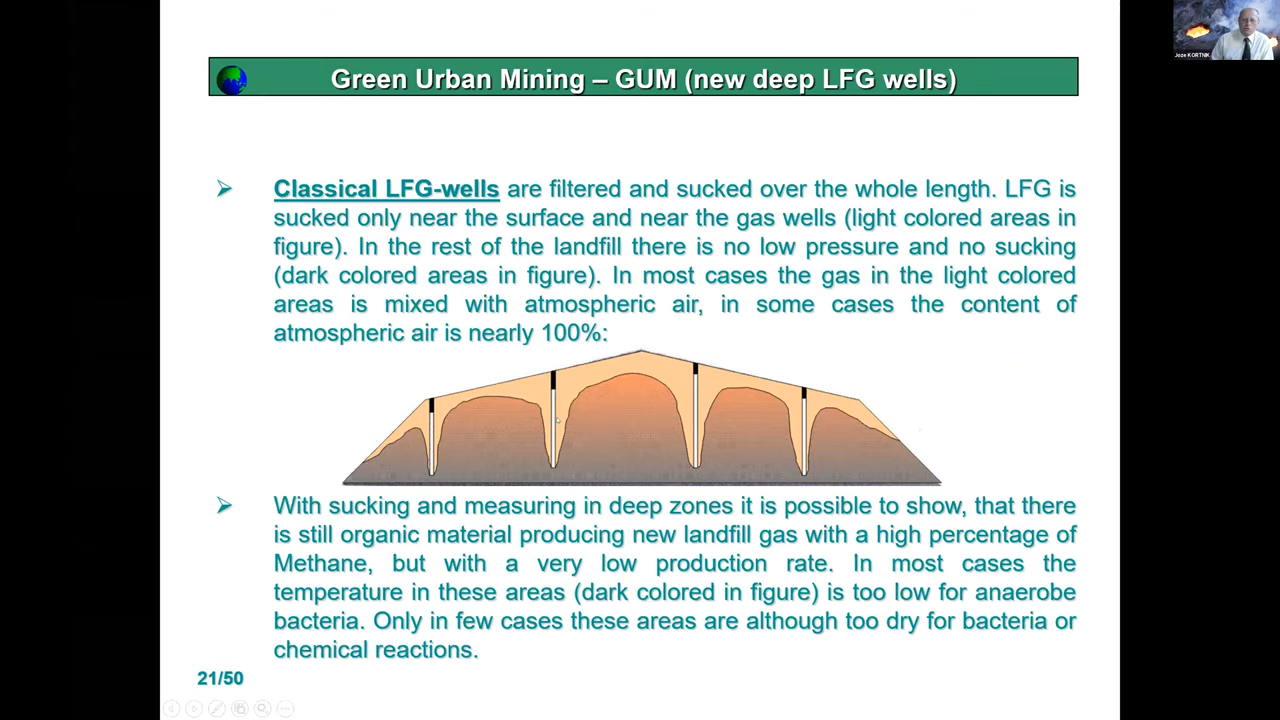 Joze KORTNIK
Green Urban Mining – GUM (new deep LFG wells)
Classical LFG-wells are filtered and sucked over the whole length. LFG is
sucked only near the surface and near the gas wells (light colored areas in
figure). In the rest of the landfill there is no low pressure and no sucking
(dark colored areas in figure). In most cases the gas in the light colored
areas is mixed with atmospheric air, in some cases the content of
atmospheric air is nearly 100%:
With sucking and measuring in deep zones it is possible to show, that there
is still organic material producing new landfill gas with a high percentage of
Methane, but with a very low production rate. In most cases the
temperature in these areas (dark colored in figure) is too low for anaerobe
bacteria. Only in few cases these areas are although too dry for bacteria or
chemical reactions.
21/50